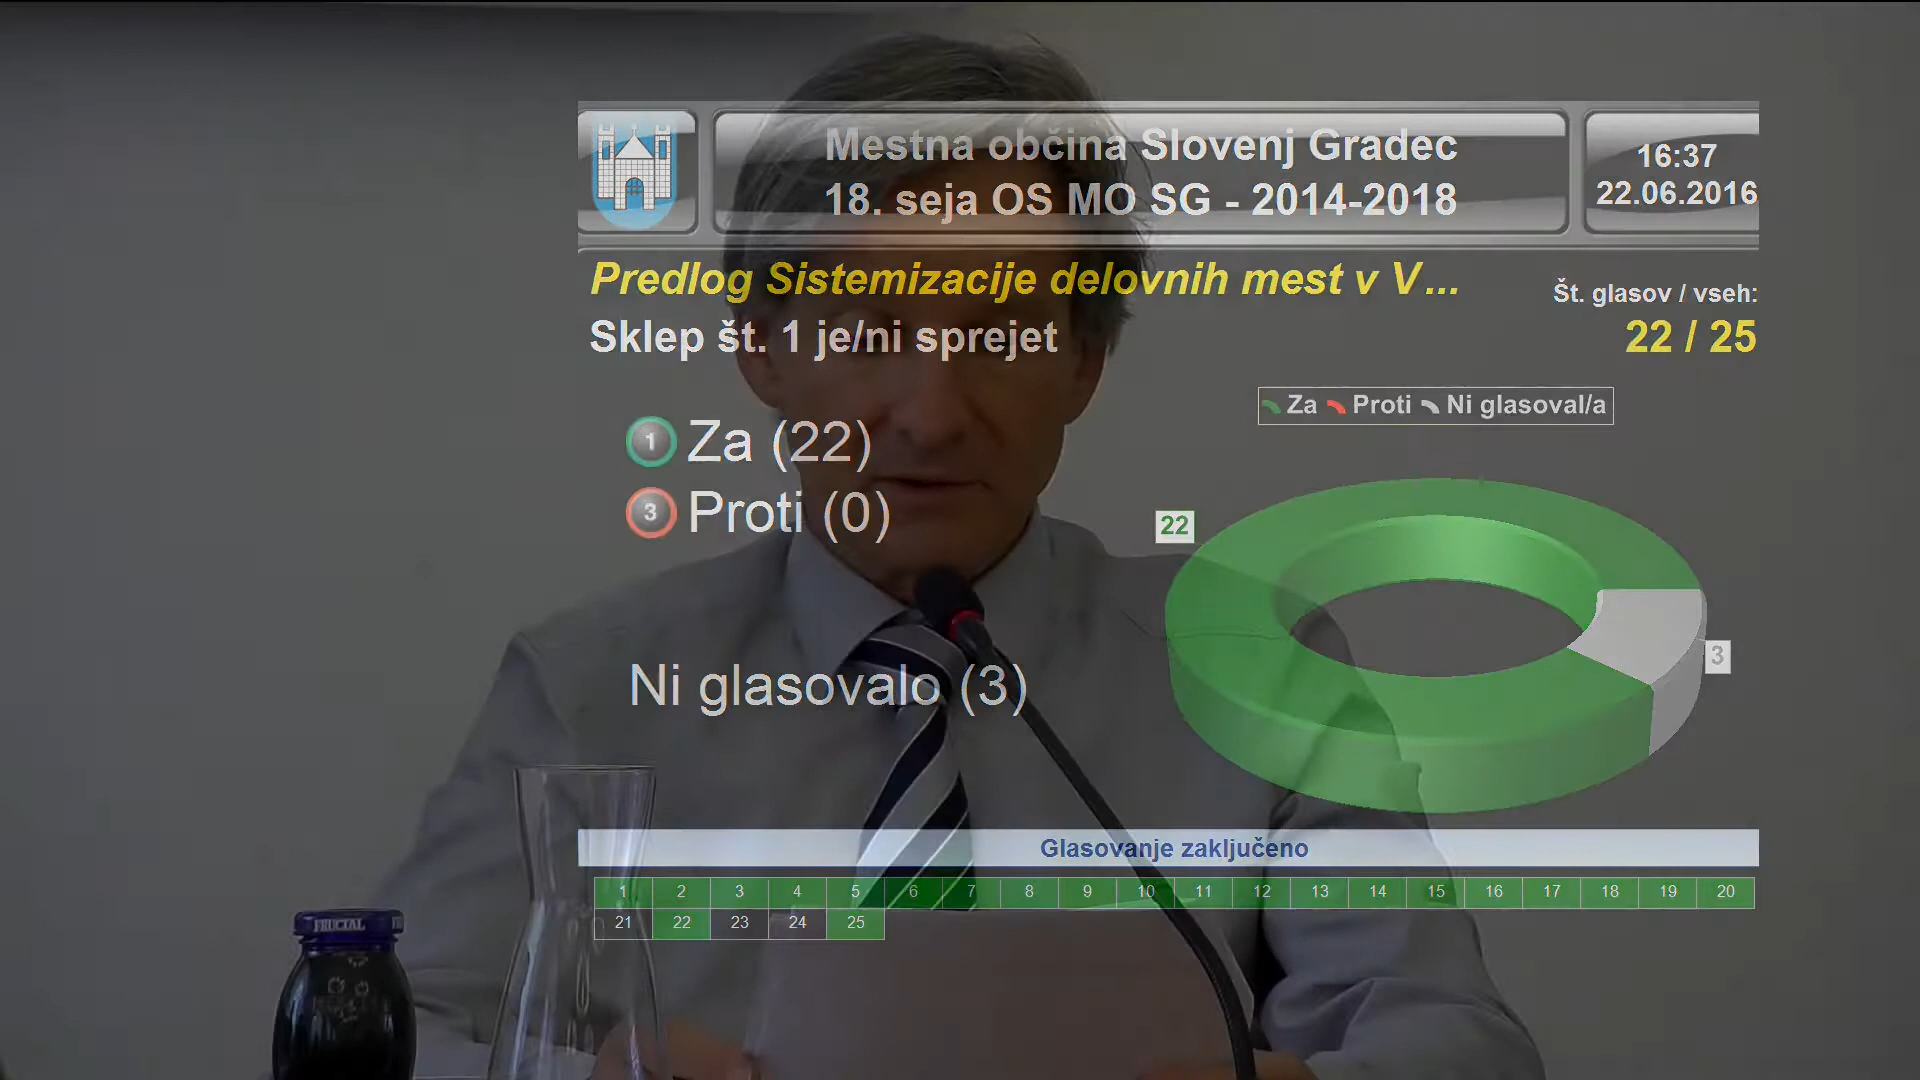 Mestna občina Slovenj Gradec
18. seja OS MO SG - 2014-2018
16:37
22.06.2016
Predlog Sistemizacije delovnih mest v V...
Št. glasov / vseh:
Sklep št. 1 je/ni sprejet
22 / 25
Za Proti Ni glasoval/a
1 Za (22)
3 Proti (0)
22
Ni glasovalo (3)
3
Glasovanje zaključeno
1 2 3 4 5 6 7 8 9 10 11 12 13 14 15 16 17 18 19 20
21 22 23 24 25
FRUCTAL